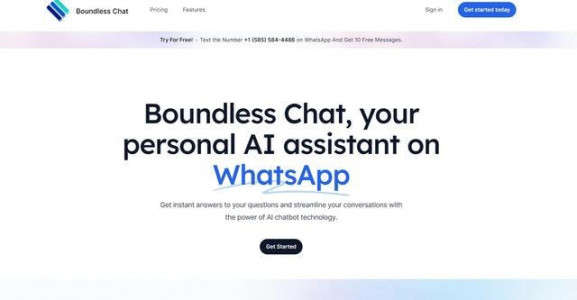 Boundless Chat
Pricing
Features
Sign in
Get started today
Try For Free! - Text the Number +1 (585) 584-4486 on WhatsApp And Get 10 Free Messages.
Boundless Chat, your
personal AI assistant on
WhatsApp
Get instant answers to your questions and streamline your conversations with
the power of AI chatbot technology.
Get Started